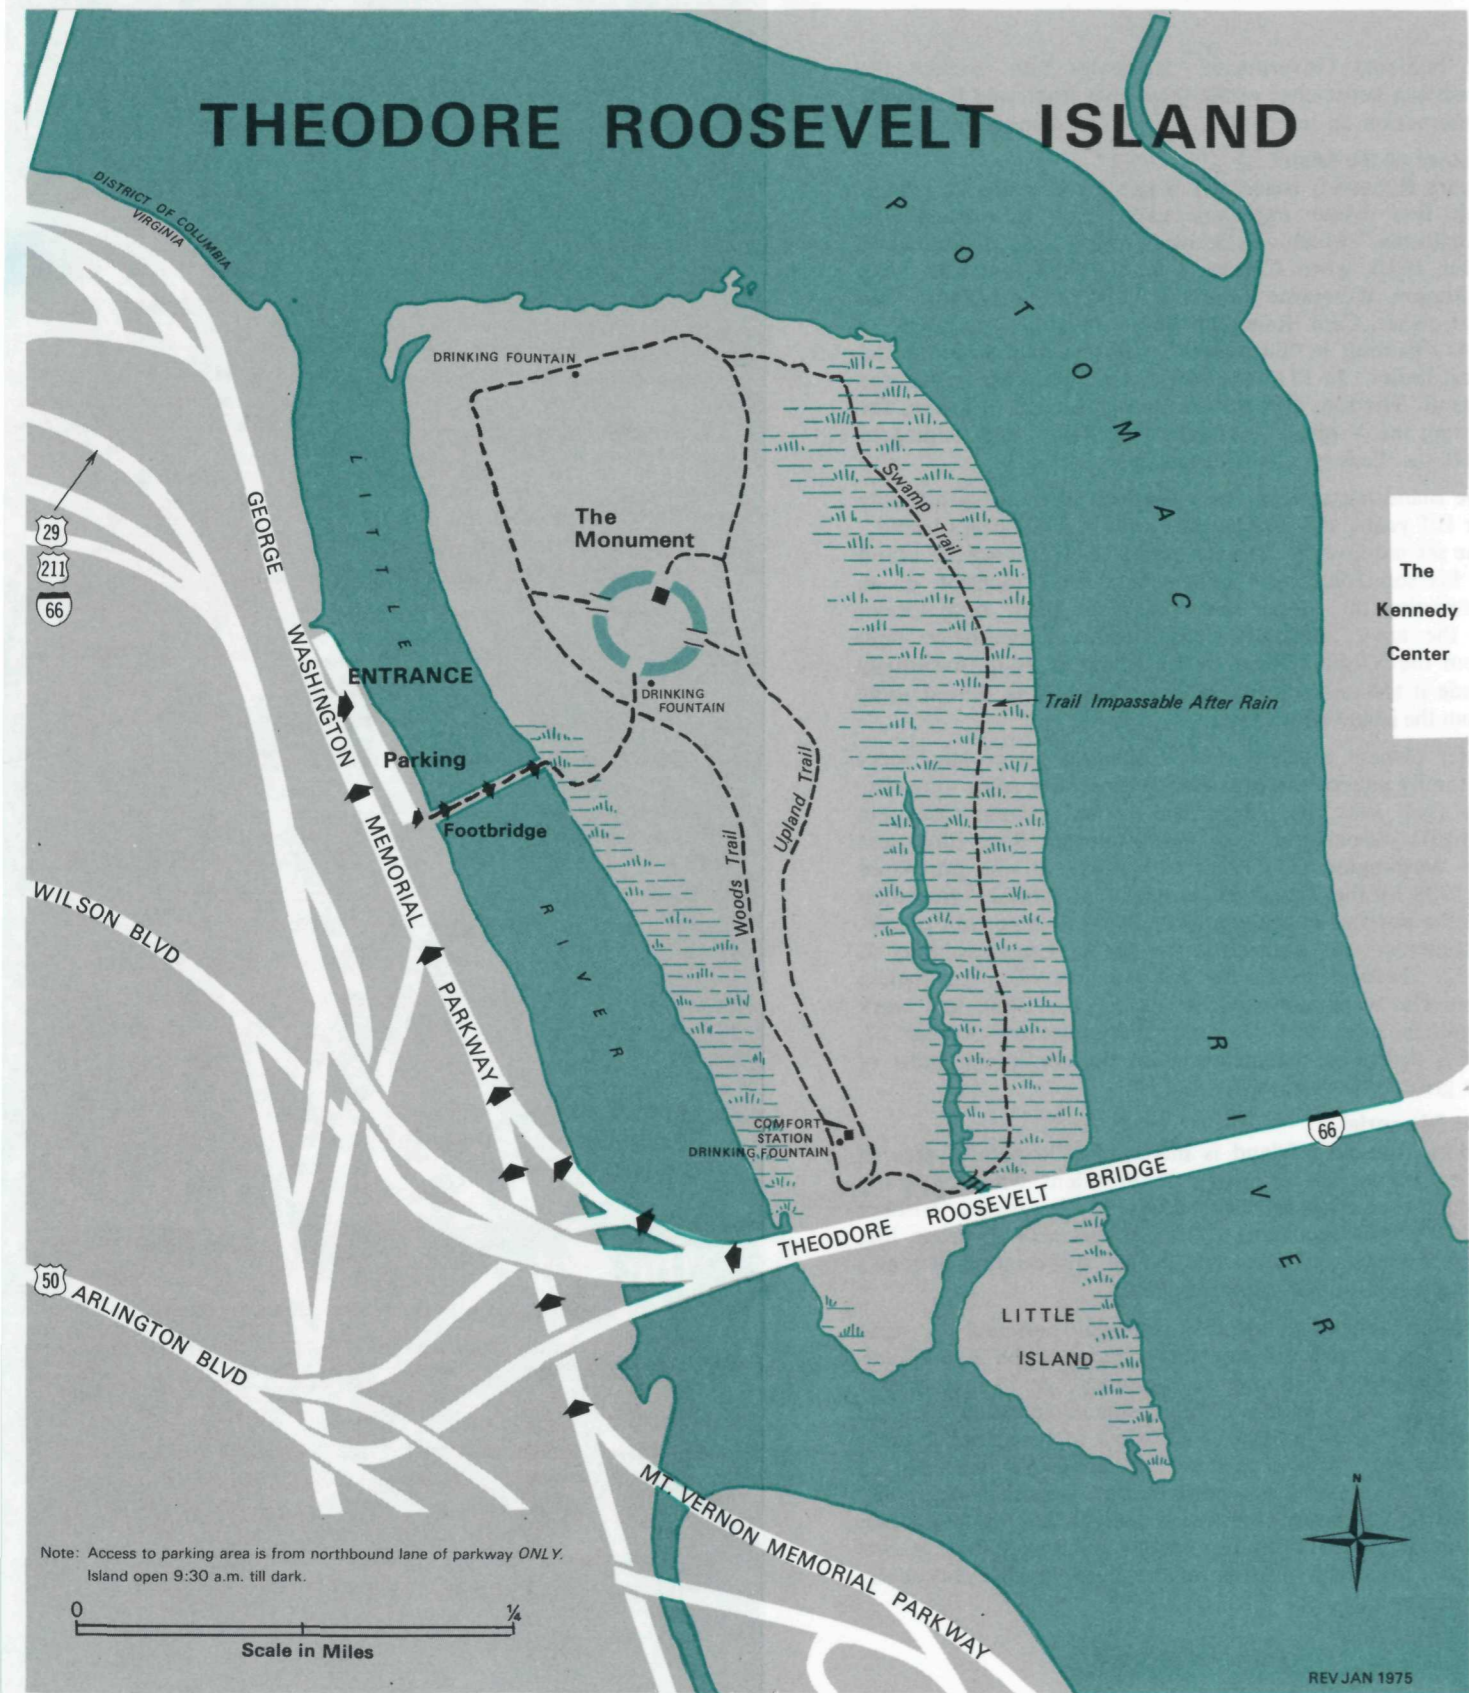 THEODORE ROOSEVELT ISLAND
DISTRICT OF COLUMBIA
VIRGINIA
POTOMAC
RIVER
DRINKING FOUNTAIN
LITTLE
RIVER
Swamp Trail
29
211
66
GEORGE
WASHINGTON
MEMORIAL
PARKWAY
The
Monument
The
Kennedy
Center
ENTRANCE
DRINKING
FOUNTAIN
Trail Impassable After Rain
Parking
Footbridge
Woods Trail
Upland Trail
WILSON BLVD
COMFORT
STATION
DRINKING FOUNTAIN
66
THEODORE ROOSEVELT BRIDGE
50
ARLINGTON BLVD
LITTLE
ISLAND
MT. VERNON MEMORIAL PARKWAY
N
Note: Access to parking area is from northbound lane of parkway ONLY.
Island open 9:30 a.m. till dark.
0 ¼
Scale in Miles
REV JAN 1975